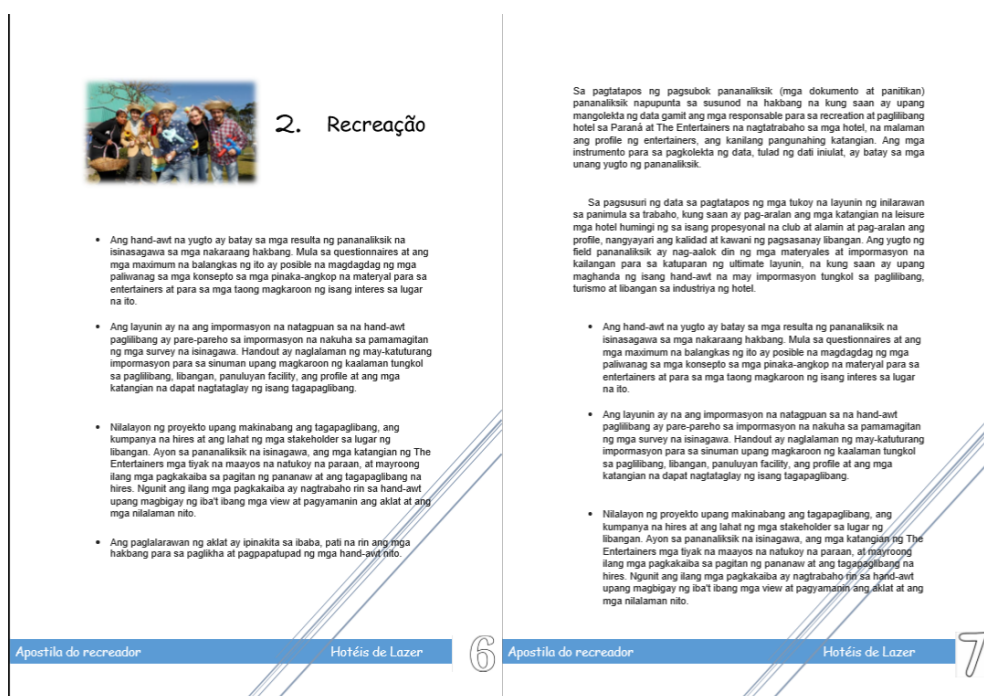 2. Recreação
• Ang hand-awt na yugto ay batay sa mga resulta ng pananaliksik na
isinasagawa sa mga nakaraang hakbang. Mula sa questionnaires at ang
mga maximum na balangkas ng ito ay posible na magdagdag ng mga
paliwanag sa mga konsepto sa mga pinaka-angkop na materyal para sa
entertainers at para sa mga taong magkaroon ng isang interes sa lugar
na ito.
• Ang layunin ay na ang impormasyon na natagpuan sa na hand-awt
paglilibang ay pare-pareho sa impormasyon na nakuha sa pamamagitan
ng mga survey na isinagawa. Handout ay naglalaman ng may-katuturang
impormasyon para sa sinuman upang magkaroon ng kaalaman tungkol
sa paglilibang, libangan, panuluyan facility, ang profile at ang mga
katangian na dapat nagtataglay ng isang tagapaglibang.
• Nilalayon ng proyekto upang makinabang ang tagapaglibang, ang
kumpanya na hires at ang lahat ng mga stakeholder sa lugar ng
libangan. Ayon sa pananaliksik na isinagawa, ang mga katangian ng The
Entertainers mga tiyak na maayos na natukoy na paraan, at mayroong
ilang mga pagkakaiba sa pagitan ng pananaw at ang tagapaglibang na
hires. Ngunit ang ilang mga pagkakaiba ay nagtrabaho rin sa hand-awt
upang magbigay ng iba't ibang mga view at pagyamanin ang aklat at ang
mga nilalaman nito.
• Ang paglalarawan ng aklat ay ipinakita sa ibaba, pati na rin ang mga
hakbang para sa paglikha at pagpapatupad ng mga hand-awt nito.
Apostila do recreador Hotéis de Lazer 6
Sa pagtatapos ng pagsubok pananaliksik (mga dokumento at panitikan)
pananaliksik napupunta sa susunod na hakbang na kung saan ay upang
mangolekta ng data gamit ang mga responsable para sa recreation at paglilibang
hotel sa Paraná at The Entertainers na nagtatrabaho sa mga hotel, na malaman
ang profile ng entertainers, ang kanilang pangunahing katangian. Ang mga
instrumento para sa pagkolekta ng data, tulad ng dati iniulat, ay batay sa mga
unang yugto ng pananaliksik.
Sa pagsusuri ng data sa pagtatapos ng mga tukoy na layunin ng inilarawan
sa panimula sa trabaho, kung saan ay pag-aralan ang mga katangian na leisure
mga hotel humingi ng sa isang propesyonal na club at alamin at pag-aralan ang
profile, nangyayari ang kalidad at kawani ng pagsasanay libangan. Ang yugto ng
field pananaliksik ay nag-aalok din ng mga materyales at impormasyon na
kailangan para sa katuparan ng ultimate layunin, na kung saan ay upang
maghanda ng isang hand-awt na may impormasyon tungkol sa paglilibang,
turismo at libangan sa industriya ng hotel.
• Ang hand-awt na yugto ay batay sa mga resulta ng pananaliksik na
isinasagawa sa mga nakaraang hakbang. Mula sa questionnaires at ang
mga maximum na balangkas ng ito ay posible na magdagdag ng mga
paliwanag sa mga konsepto sa mga pinaka-angkop na materyal para sa
entertainers at para sa mga taong magkaroon ng isang interes sa lugar
na ito.
• Ang layunin ay na ang impormasyon na natagpuan sa na hand-awt
paglilibang ay pare-pareho sa impormasyon na nakuha sa pamamagitan
ng mga survey na isinagawa. Handout ay naglalaman ng may-katuturang
impormasyon para sa sinuman upang magkaroon ng kaalaman tungkol
sa paglilibang, libangan, panuluyan facility, ang profile at ang mga
katangian na dapat nagtataglay ng isang tagapaglibang.
• Nilalayon ng proyekto upang makinabang ang tagapaglibang, ang
kumpanya na hires at ang lahat ng mga stakeholder sa lugar ng
libangan. Ayon sa pananaliksik na isinagawa, ang mga katangian ng The
Entertainers mga tiyak na maayos na natukoy na paraan, at mayroong
ilang mga pagkakaiba sa pagitan ng pananaw at ang tagapaglibang na
hires. Ngunit ang ilang mga pagkakaiba ay nagtrabaho rin sa hand-awt
upang magbigay ng iba't ibang mga view at pagyamanin ang aklat at ang
mga nilalaman nito.
Apostila do recreador Hotéis de Lazer 7